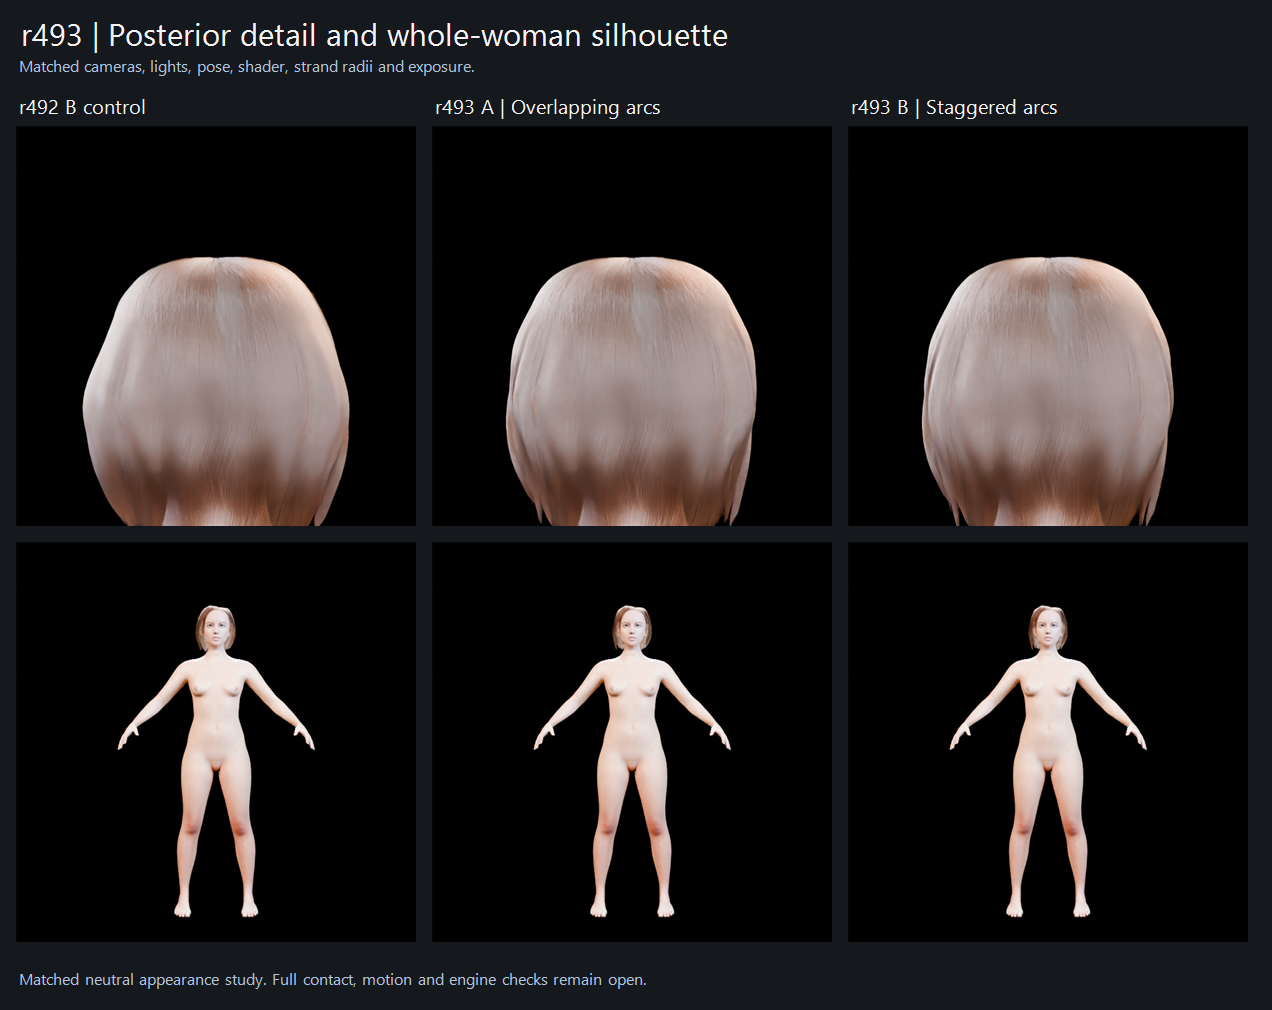 r493 | Posterior detail and whole-woman silhouette
Matched cameras, lights, pose, shader, strand radii and exposure.
r492 B control
r493 A | Overlapping arcs
r493 B | Staggered arcs
Matched neutral appearance study. Full contact, motion and engine checks remain open.